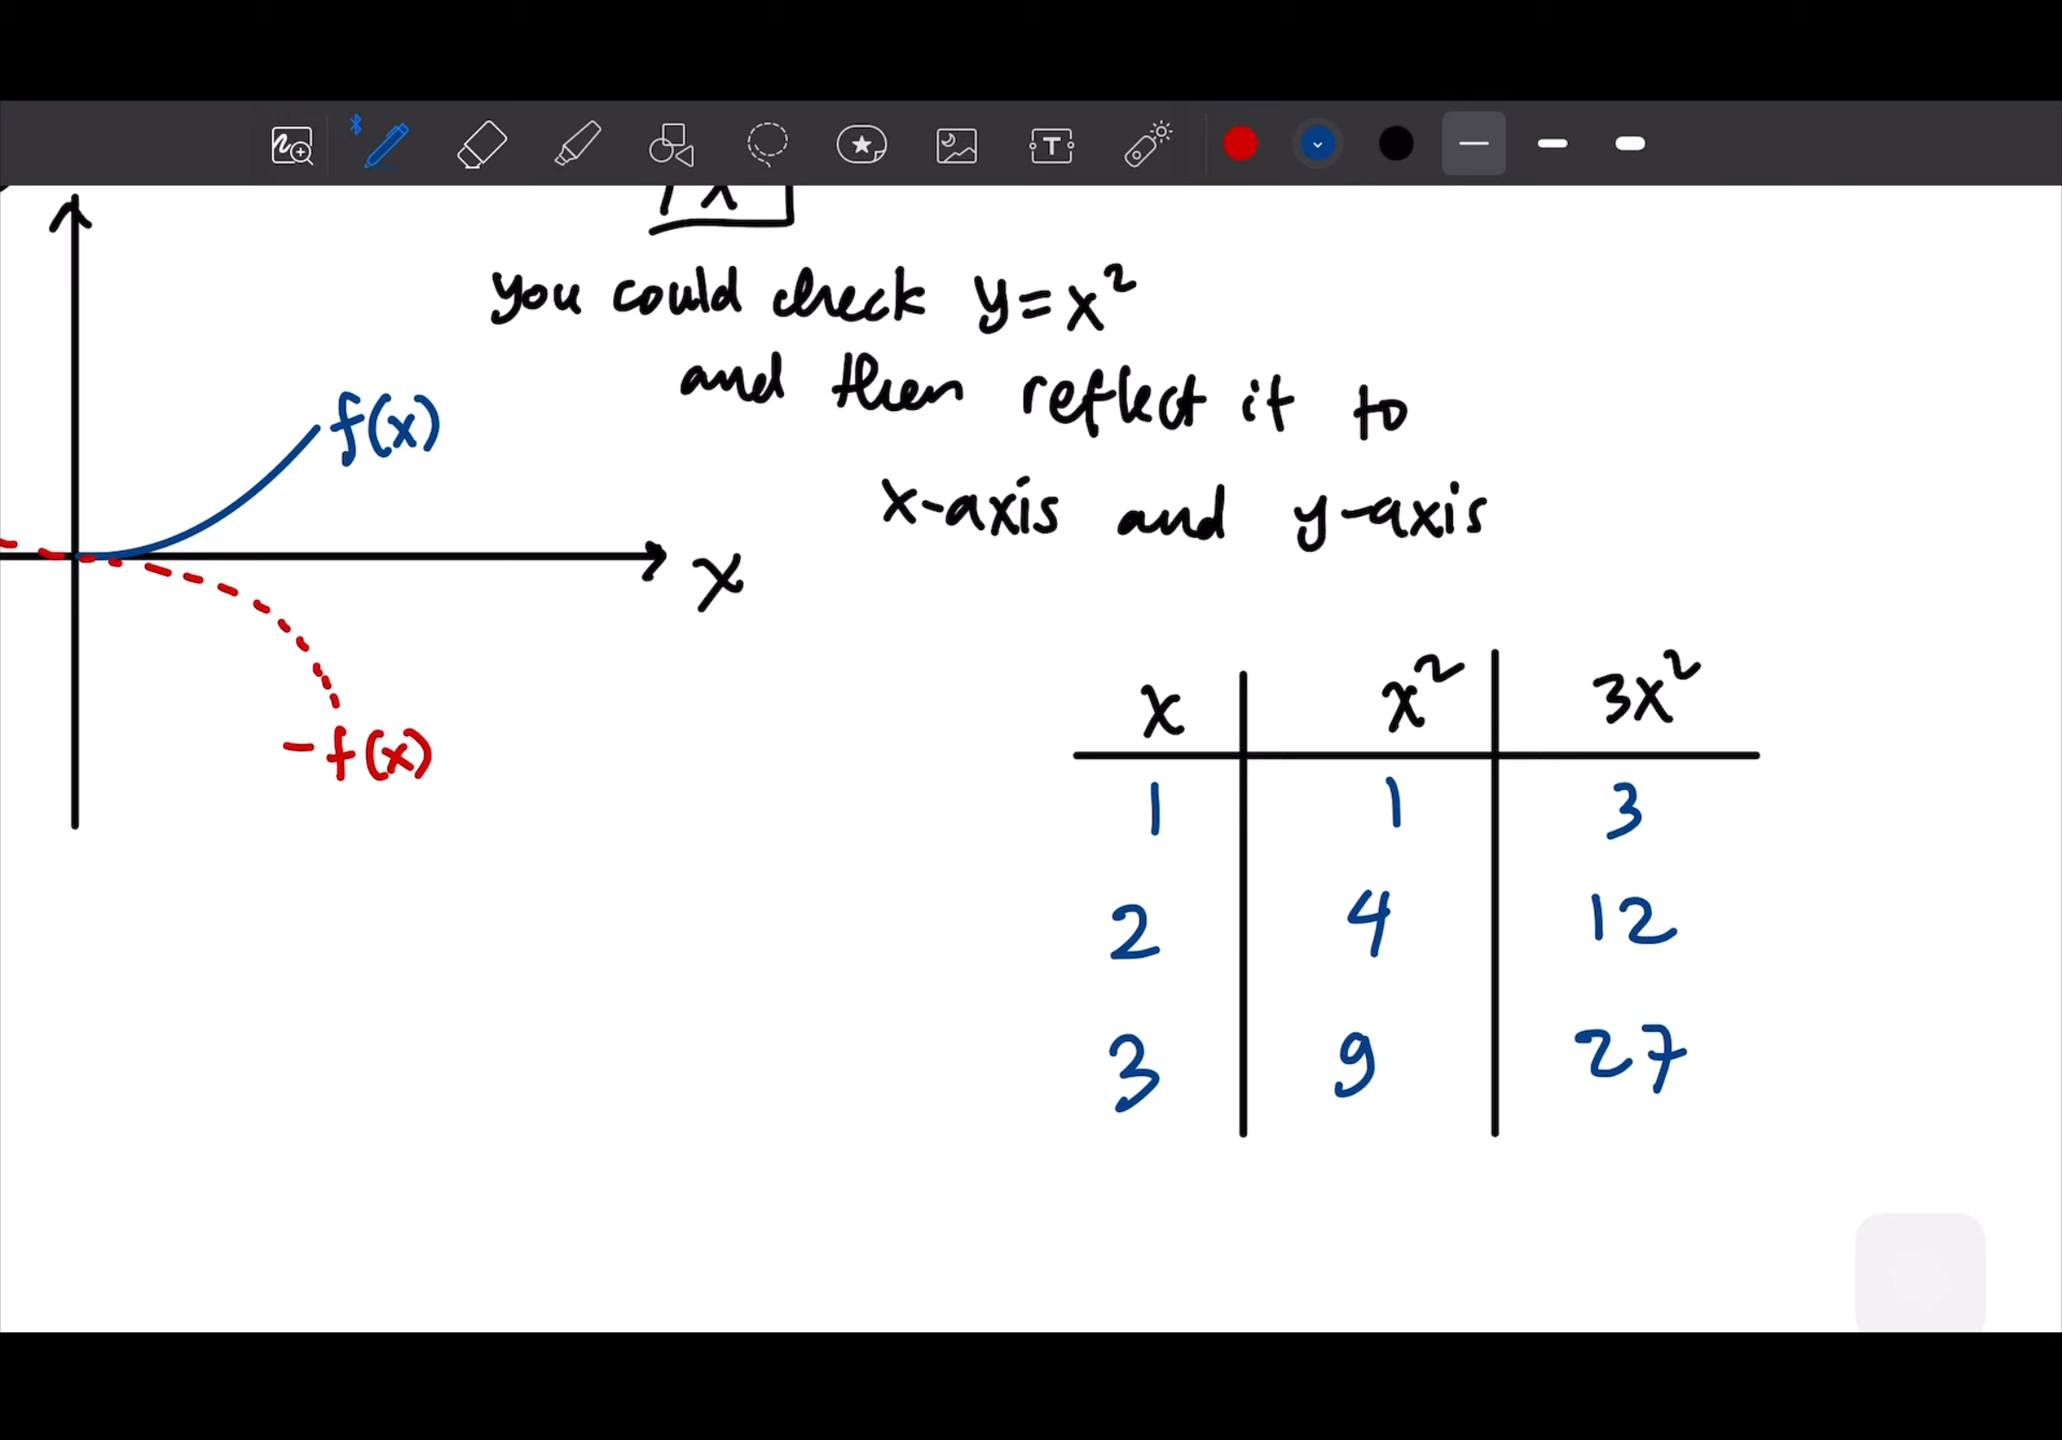 you could check y=x²
and then reflect it to
x-axis and y-axis
f(x)
x
-f(x)
x x² 3x²
1 1 3
2 4 12
3 9 27